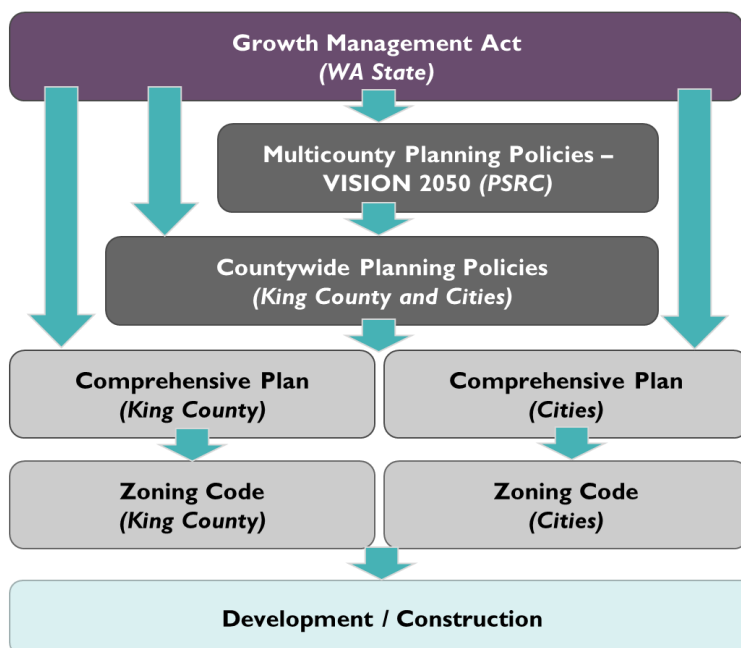 Growth Management Act
(WA State)
Multicounty Planning Policies –
VISION 2050 (PSRC)
Countywide Planning Policies
(King County and Cities)
Comprehensive Plan
(King County)
Comprehensive Plan
(Cities)
Zoning Code
(King County)
Zoning Code
(Cities)
Development / Construction